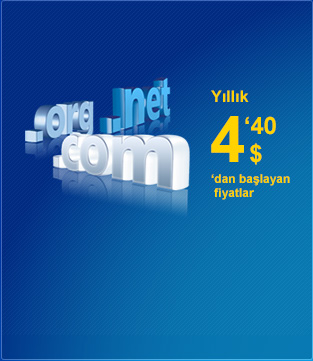 .org .net
.com
Yıllık
4‘40
$
‘dan başlayan
fiyatlar